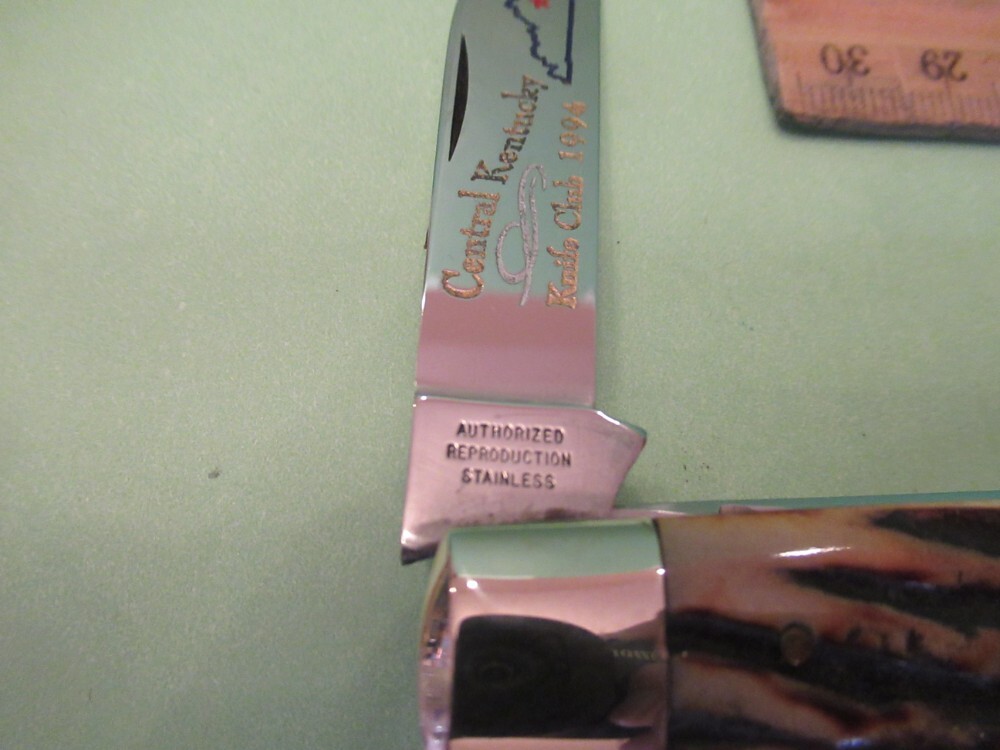 Central Kentucky
Knife Club 1994
AUTHORIZED
REPRODUCTION
STAINLESS
30 29